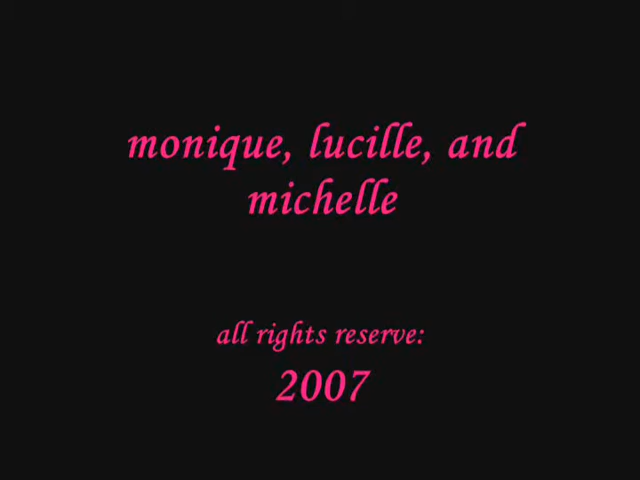 monique, lucille, and
michelle
all rights reserve:
2007